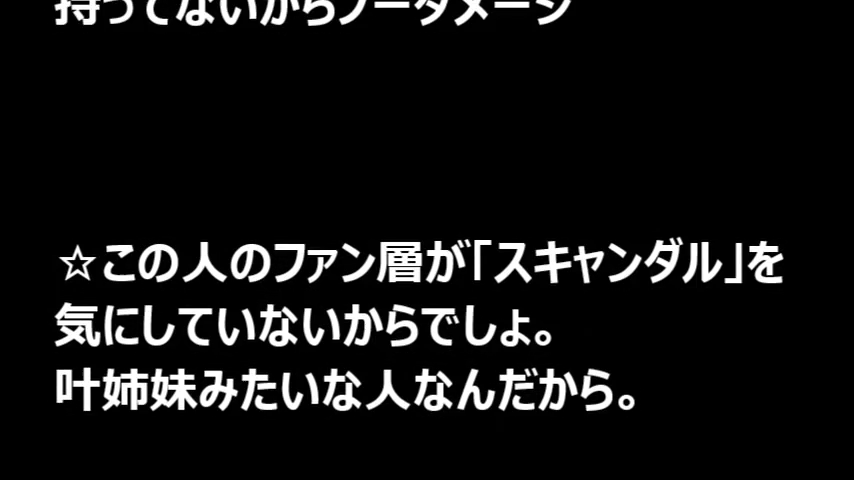 持ってないからノーダメージ
☆この人のファン層が「スキャンダル」を
気にしていないからでしょ。
叶姉妹みたいな人なんだから。